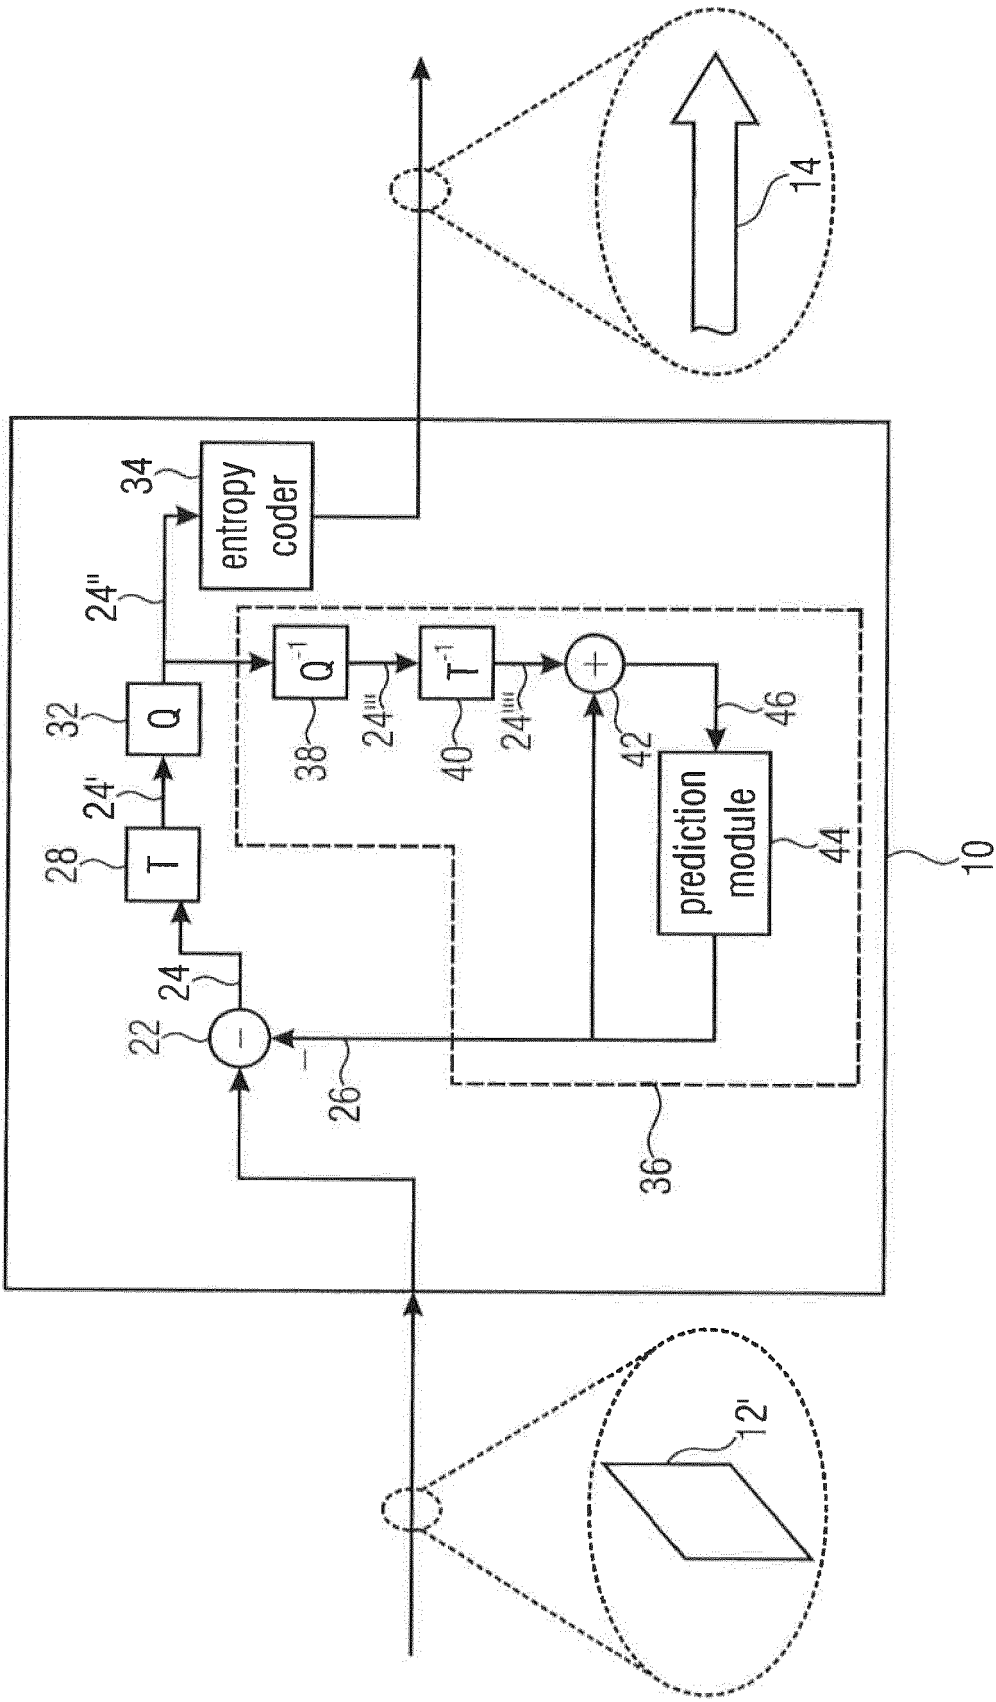 22
24
28
T
24'
32
Q
24"
34
entropy
coder
26
–
–
38
Q-1
24"'
40
T-1
24""
42
+
46
prediction
module
44
36
10
12'
14